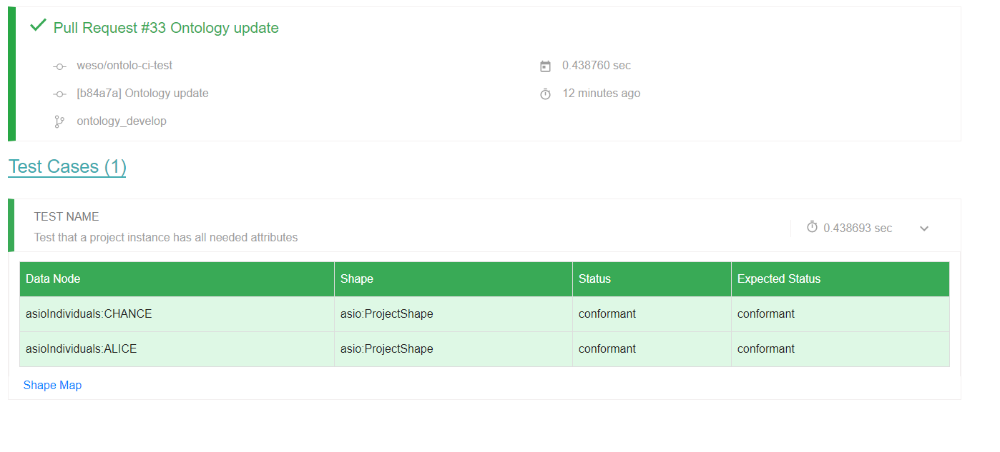 Pull Request #33 Ontology update
weso/ontolo-ci-test
0.438760 sec
[b84a7a] Ontology update
12 minutes ago
ontology_develop
Test Cases (1)
TEST NAME
Test that a project instance has all needed attributes
0.438693 sec
Data Node Shape Status Expected Status
asioIndividuals:CHANCE asio:ProjectShape conformant conformant
asioIndividuals:ALICE asio:ProjectShape conformant conformant
Shape Map